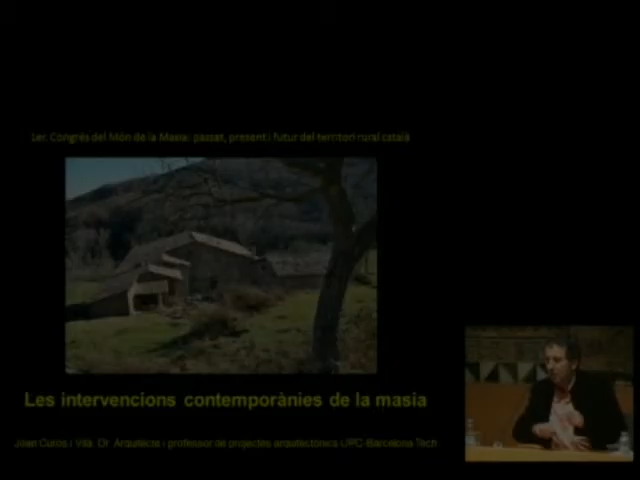 1er. Congrés del Món de la Masia: passat, present i futur del territori rural català
Les intervencions contemporànies de la masia
Joan Curós i Vilà. Dr. Arquitecte i professor de projectes arquitectònics UPC-Barcelona Tech